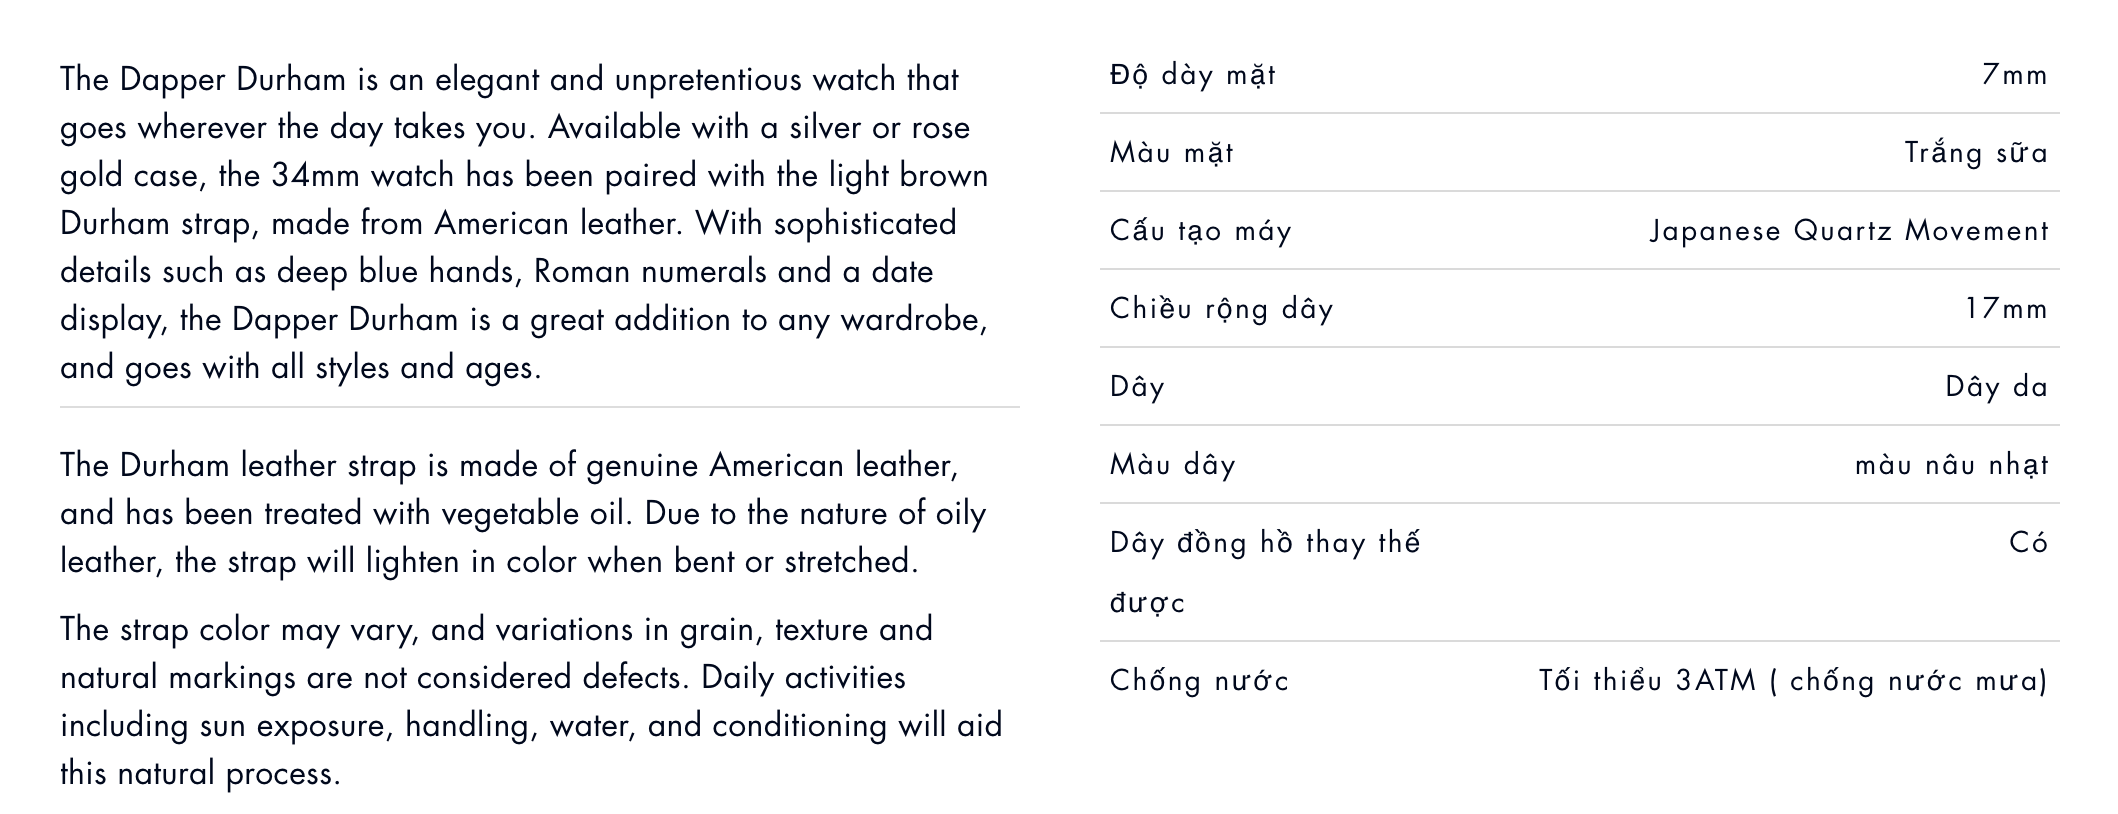 The Dapper Durham is an elegant and unpretentious watch that
goes wherever the day takes you. Available with a silver or rose
gold case, the 34mm watch has been paired with the light brown
Durham strap, made from American leather. With sophisticated
details such as deep blue hands, Roman numerals and a date
display, the Dapper Durham is a great addition to any wardrobe,
and goes with all styles and ages.
The Durham leather strap is made of genuine American leather,
and has been treated with vegetable oil. Due to the nature of oily
leather, the strap will lighten in color when bent or stretched.
The strap color may vary, and variations in grain, texture and
natural markings are not considered defects. Daily activities
including sun exposure, handling, water, and conditioning will aid
this natural process.
Độ dày mặt 7mm
Màu mặt Trắng sữa
Cấu tạo máy Japanese Quartz Movement
Chiều rộng dây 17mm
Dây Dây da
Màu dây màu nâu nhạt
Dây đồng hồ thay thế Có
được
Chống nước Tối thiểu 3ATM ( chống nước mưa)